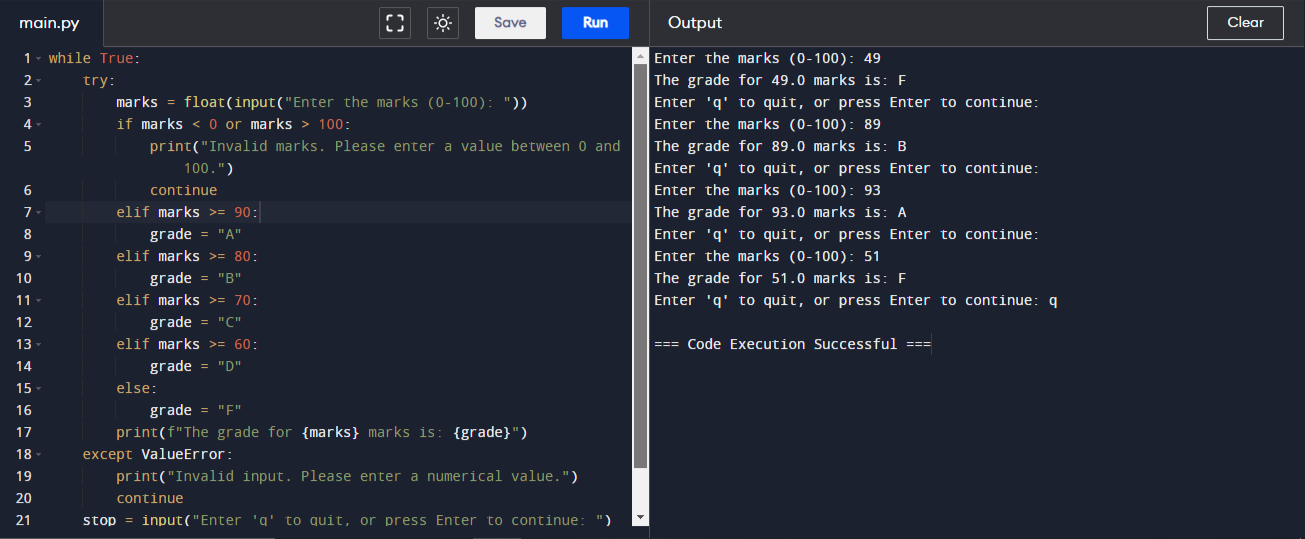 main.py Save Run Output Clear
1 while True:
2     try:
3         marks = float(input("Enter the marks (0-100): "))
4         if marks < 0 or marks > 100:
5             print("Invalid marks. Please enter a value between 0 and
                100.")
6             continue
7         elif marks >= 90:
8             grade = "A"
9         elif marks >= 80:
10             grade = "B"
11         elif marks >= 70:
12             grade = "C"
13         elif marks >= 60:
14             grade = "D"
15         else:
16             grade = "F"
17         print(f"The grade for {marks} marks is: {grade}")
18     except ValueError:
19         print("Invalid input. Please enter a numerical value.")
20         continue
21     stop = input("Enter 'q' to quit, or press Enter to continue: ")
Enter the marks (0-100): 49
The grade for 49.0 marks is: F
Enter 'q' to quit, or press Enter to continue:
Enter the marks (0-100): 89
The grade for 89.0 marks is: B
Enter 'q' to quit, or press Enter to continue:
Enter the marks (0-100): 93
The grade for 93.0 marks is: A
Enter 'q' to quit, or press Enter to continue:
Enter the marks (0-100): 51
The grade for 51.0 marks is: F
Enter 'q' to quit, or press Enter to continue: q
=== Code Execution Successful ===